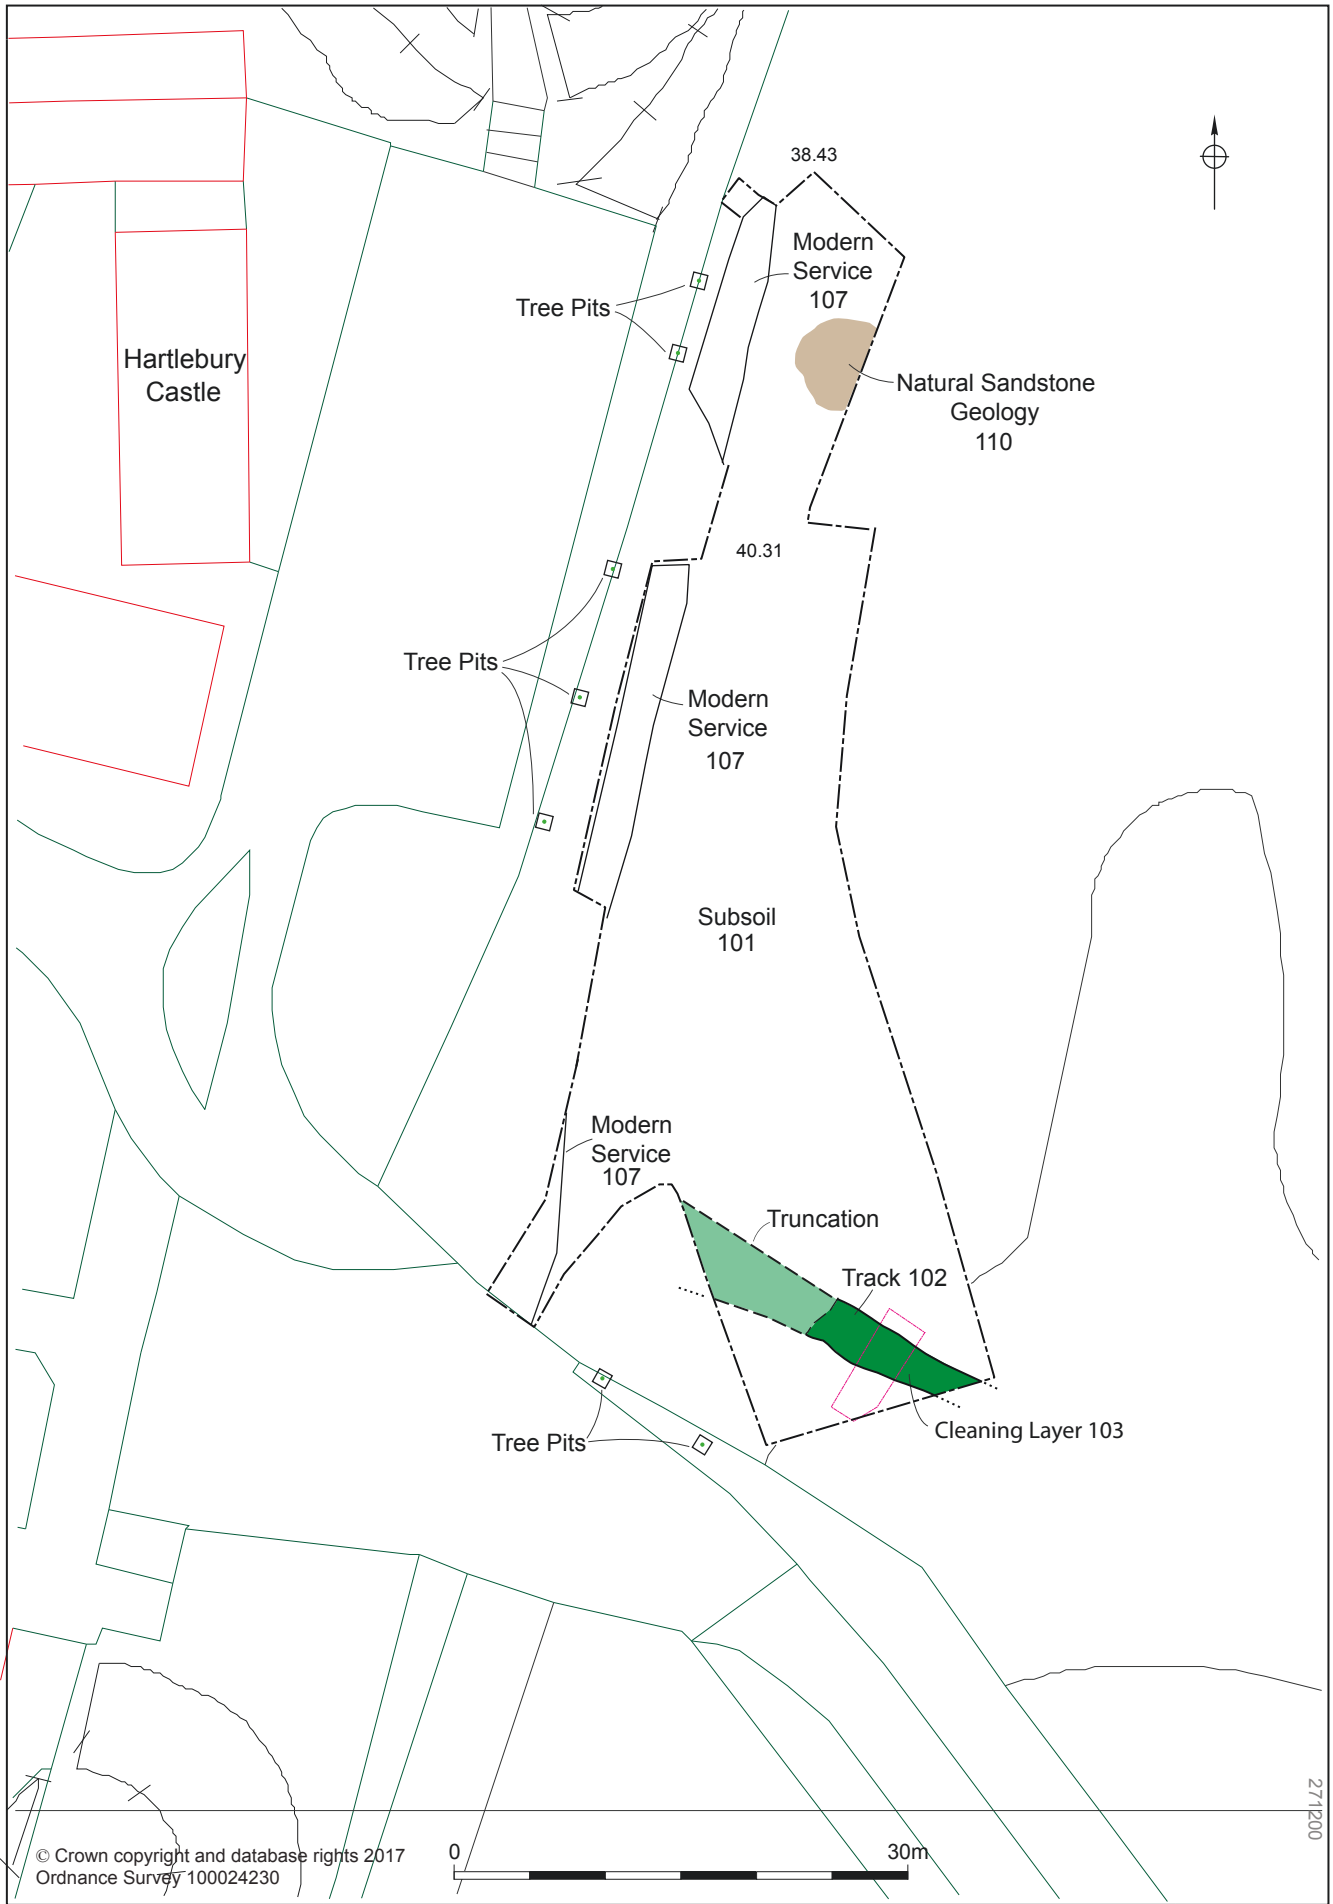 38.43
Modern
Service
107
Tree Pits
Hartlebury
Castle
Natural Sandstone
Geology
110
40.31
Tree Pits
Modern
Service
107
Subsoil
101
Modern
Service
107
Truncation
Track 102
Cleaning Layer 103
Tree Pits
271200
© Crown copyright and database rights 2017
Ordnance Survey 100024230
0
30m